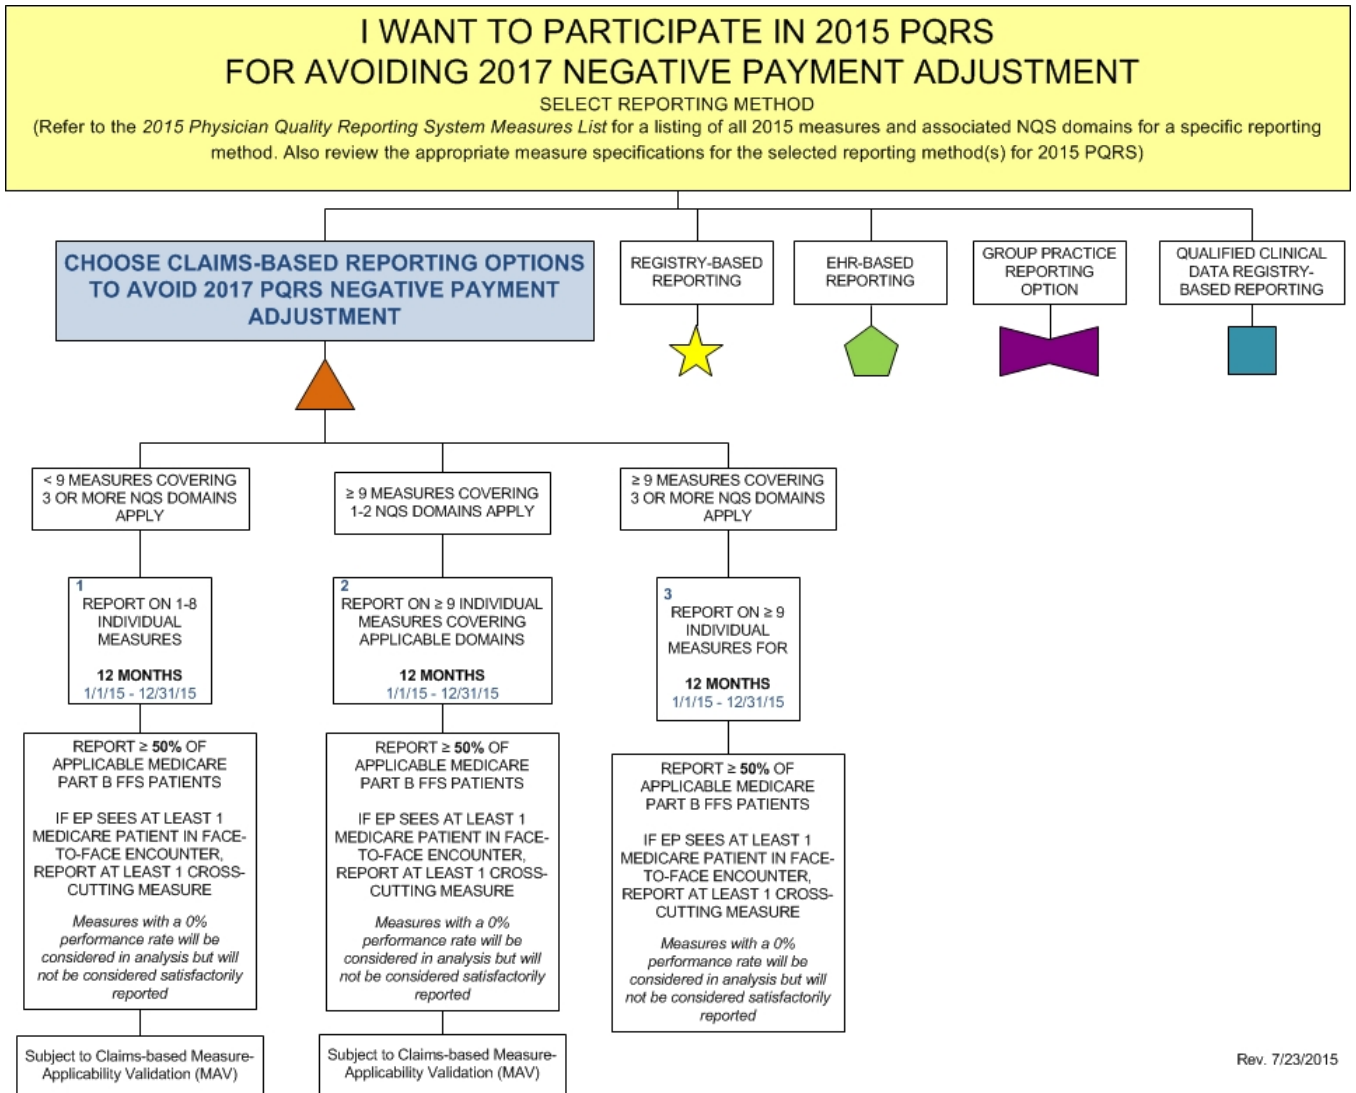 I WANT TO PARTICIPATE IN 2015 PQRS
FOR AVOIDING 2017 NEGATIVE PAYMENT ADJUSTMENT
SELECT REPORTING METHOD
(Refer to the 2015 Physician Quality Reporting System Measures List for a listing of all 2015 measures and associated NQS domains for a specific reporting
method. Also review the appropriate measure specifications for the selected reporting method(s) for 2015 PQRS)
CHOOSE CLAIMS-BASED REPORTING OPTIONS
TO AVOID 2017 PQRS NEGATIVE PAYMENT
ADJUSTMENT
REGISTRY-BASED
REPORTING
EHR-BASED
REPORTING
GROUP PRACTICE
REPORTING
OPTION
QUALIFIED CLINICAL
DATA REGISTRY-
BASED REPORTING
< 9 MEASURES COVERING
3 OR MORE NQS DOMAINS
APPLY
≥ 9 MEASURES COVERING
1-2 NQS DOMAINS APPLY
≥ 9 MEASURES COVERING
3 OR MORE NQS DOMAINS
APPLY
1
REPORT ON 1-8
INDIVIDUAL
MEASURES
12 MONTHS
1/1/15 - 12/31/15
2
REPORT ON ≥ 9 INDIVIDUAL
MEASURES COVERING
APPLICABLE DOMAINS
12 MONTHS
1/1/15 - 12/31/15
3
REPORT ON ≥ 9
INDIVIDUAL
MEASURES FOR
12 MONTHS
1/1/15 - 12/31/15
REPORT ≥ 50% OF
APPLICABLE MEDICARE
PART B FFS PATIENTS
IF EP SEES AT LEAST 1
MEDICARE PATIENT IN FACE-
TO-FACE ENCOUNTER,
REPORT AT LEAST 1 CROSS-
CUTTING MEASURE
Measures with a 0%
performance rate will be
considered in analysis but will
not be considered satisfactorily
reported
REPORT ≥ 50% OF
APPLICABLE MEDICARE
PART B FFS PATIENTS
IF EP SEES AT LEAST 1
MEDICARE PATIENT IN FACE-
TO-FACE ENCOUNTER,
REPORT AT LEAST 1 CROSS-
CUTTING MEASURE
Measures with a 0%
performance rate will be
considered in analysis but will
not be considered satisfactorily
reported
REPORT ≥ 50% OF
APPLICABLE MEDICARE
PART B FFS PATIENTS
IF EP SEES AT LEAST 1
MEDICARE PATIENT IN FACE-
TO-FACE ENCOUNTER,
REPORT AT LEAST 1 CROSS-
CUTTING MEASURE
Measures with a 0%
performance rate will be
considered in analysis but will
not be considered satisfactorily
reported
Subject to Claims-based Measure-
Applicability Validation (MAV)
Subject to Claims-based Measure-
Applicability Validation (MAV)
Rev. 7/23/2015